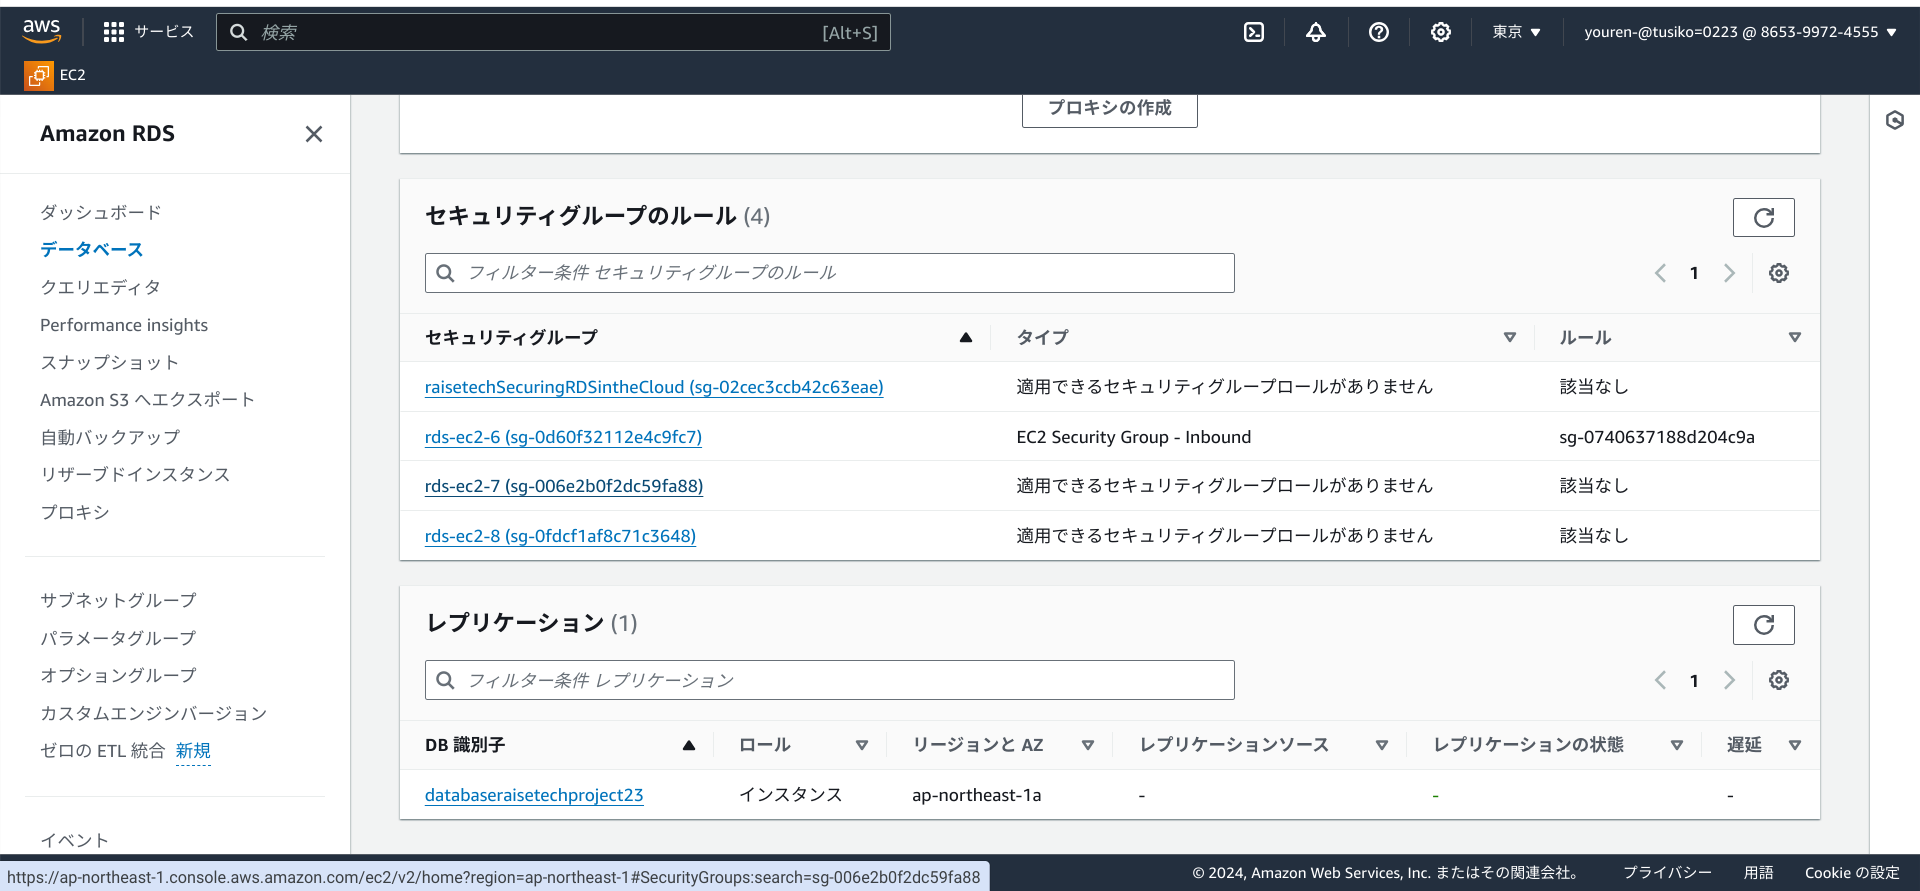 aws
サービス
検索
[Alt+S]
東京 ▼
youren-@tusiko=0223 @ 8653-9972-4555 ▼
EC2
Amazon RDS
ダッシュボード
データベース
クエリエディタ
Performance insights
スナップショット
Amazon S3 へエクスポート
自動バックアップ
リザーブドインスタンス
プロキシ
サブネットグループ
パラメータグループ
オプショングループ
カスタムエンジンバージョン
ゼロの ETL 統合 新規
イベント
プロキシの作成
セキュリティグループのルール (4)
フィルター条件 セキュリティグループのルール
1
セキュリティグループ タイプ ルール
raisetechSecuringRDSintheCloud (sg-02cec3ccb42c63eae) 適用できるセキュリティグループロールがありません 該当なし
rds-ec2-6 (sg-0d60f32112e4c9fc7) EC2 Security Group - Inbound sg-0740637188d204c9a
rds-ec2-7 (sg-006e2b0f2dc59fa88) 適用できるセキュリティグループロールがありません 該当なし
rds-ec2-8 (sg-0fdcf1af8c71c3648) 適用できるセキュリティグループロールがありません 該当なし
レプリケーション (1)
フィルター条件 レプリケーション
1
DB 識別子 ロール リージョンと AZ レプリケーションソース レプリケーションの状態 遅延
databaseraisetechproject23 インスタンス ap-northeast-1a - - -
https://ap-northeast-1.console.aws.amazon.com/ec2/v2/home?region=ap-northeast-1#SecurityGroups:search=sg-006e2b0f2dc59fa88
© 2024, Amazon Web Services, Inc. またはその関連会社。 プライバシー 用語 Cookie の設定